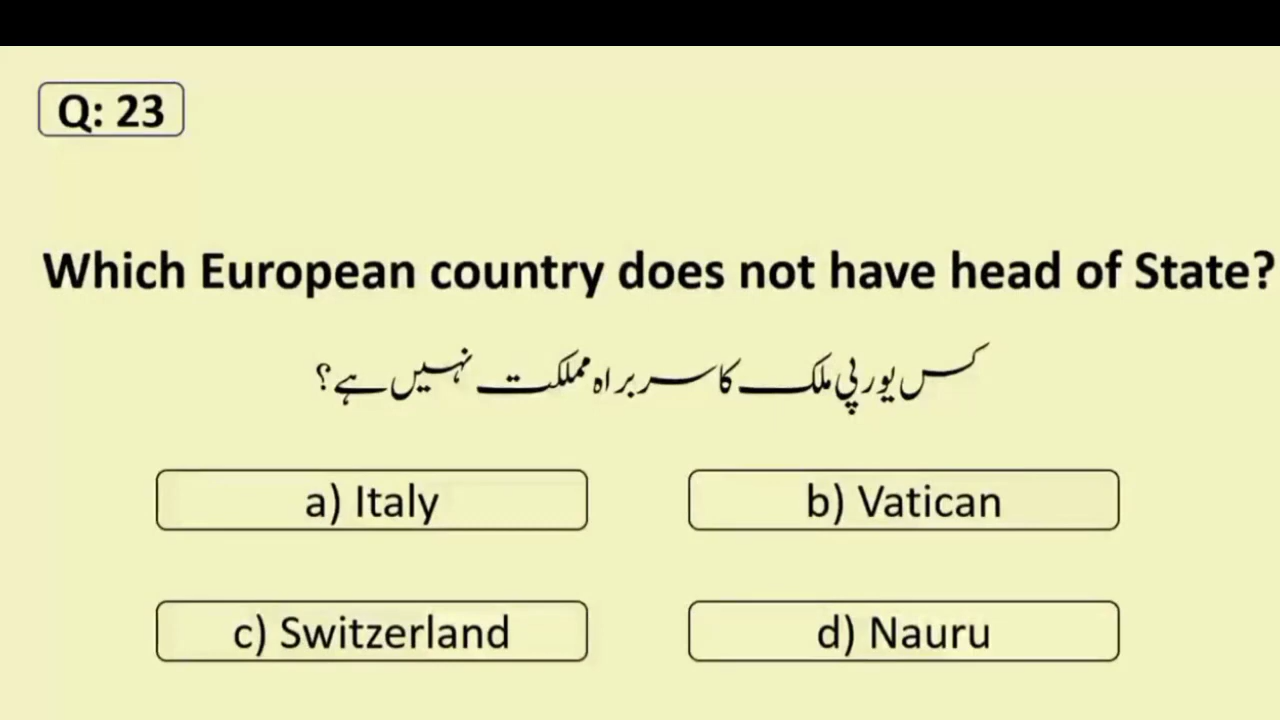 Q: 23
Which European country does not have head of State?
کس یورپی ملک کا سربراہ مملکت نہیں ہے؟
a) Italy
b) Vatican
c) Switzerland
d) Nauru